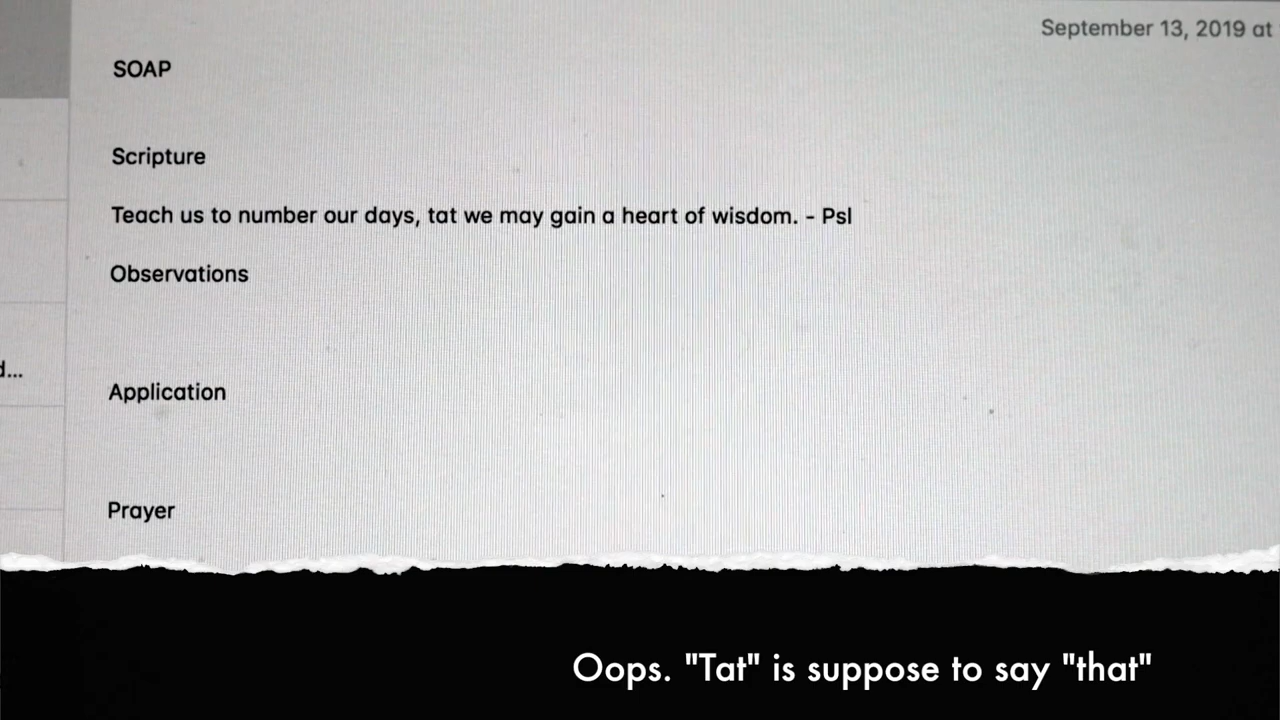 September 13, 2019 at
SOAP
Scripture
Teach us to number our days, tat we may gain a heart of wisdom. - Psl
Observations
d...
Application
Prayer
Oops. "Tat" is suppose to say "that"